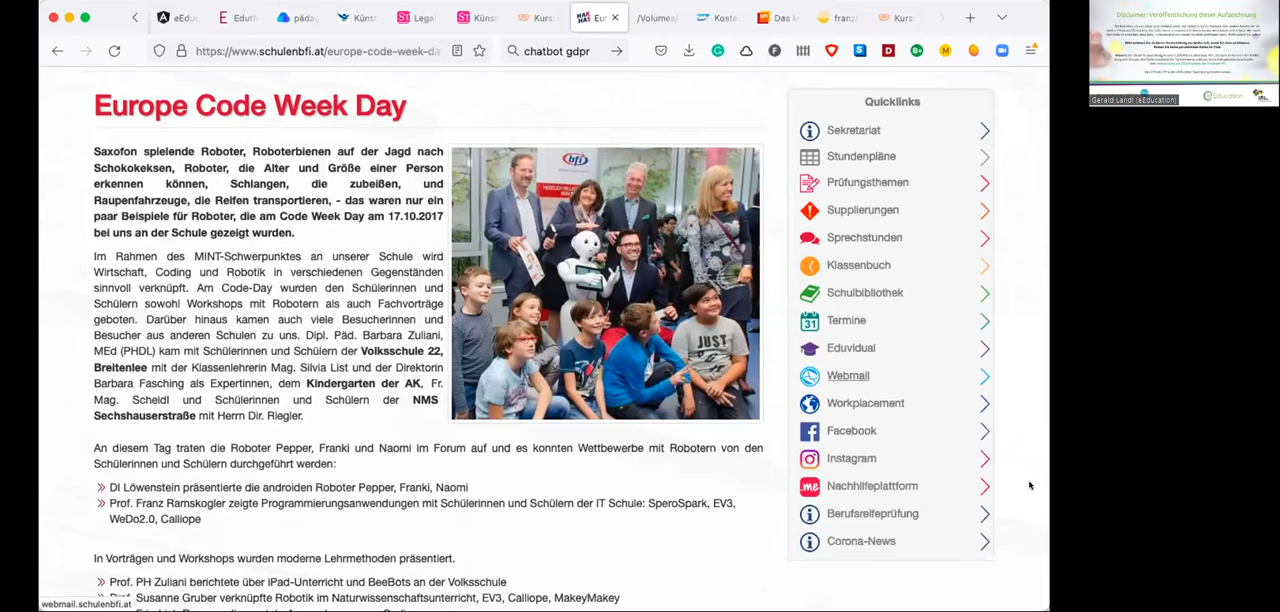 eEduc
Eduth
pädag
Künst
Legal
Künst
Kurs:
Eu
/Volumes/
Koste
Das M
franz
Kurs:
https://www.schulenbfi.at/europe-code-week-da
chatbot gdpr
Disclaimer: Veröffentlichung dieser Aufzeichnung
Gerald Landl (eEducation)
Europe Code Week Day
Saxofon spielende Roboter, Roboterbienen auf der Jagd nach
Schokokeksen, Roboter, die Alter und Größe einer Person
erkennen können, Schlangen, die zubeißen, und
Raupenfahrzeuge, die Reifen transportieren, - das waren nur ein
paar Beispiele für Roboter, die am Code Week Day am 17.10.2017
bei uns an der Schule gezeigt wurden.
Im Rahmen des MINT-Schwerpunktes an unserer Schule wird
Wirtschaft, Coding und Robotik in verschiedenen Gegenständen
sinnvoll verknüpft. Am Code-Day wurden den Schülerinnen und
Schülern sowohl Workshops mit Robotern als auch Fachvorträge
geboten. Darüber hinaus kamen auch viele Besucherinnen und
Besucher aus anderen Schulen zu uns. Dipl. Päd. Barbara Zuliani,
MEd (PHDL) kam mit Schülerinnen und Schülern der Volksschule 22,
Breitenlee mit der Klassenlehrerin Mag. Silvia List und der Direktorin
Barbara Fasching als Expertinnen, dem Kindergarten der AK, Fr.
Mag. Scheidl und Schülerinnen und Schülern der NMS
Sechshauserstraße mit Herrn Dir. Riegler.
bfi
JUST
An diesem Tag traten die Roboter Pepper, Franki und Naomi im Forum auf und es konnten Wettbewerbe mit Robotern von den
Schülerinnen und Schülern durchgeführt werden:
DI Löwenstein präsentierte die androiden Roboter Pepper, Franki, Naomi
Prof. Franz Ramskogler zeigte Programmierungsanwendungen mit Schülerinnen und Schülern der IT Schule: SperoSpark, EV3,
WeDo2.0, Calliope
In Vorträgen und Workshops wurden moderne Lehrmethoden präsentiert.
Prof. PH Zuliani berichtete über iPad-Unterricht und BeeBots an der Volksschule
Prof. Susanne Gruber verknüpfte Robotik im Naturwissenschaftsunterricht, EV3, Calliope, MakeyMakey
webmail.schulenbfi.at
Quicklinks
Sekretariat
Stundenpläne
Prüfungsthemen
Supplierungen
Sprechstunden
Klassenbuch
Schulbibliothek
31 Termine
Eduvidual
Webmail
Workplacement
Facebook
Instagram
.me Nachhilfeplattform
Berufsreifeprüfung
Corona-News